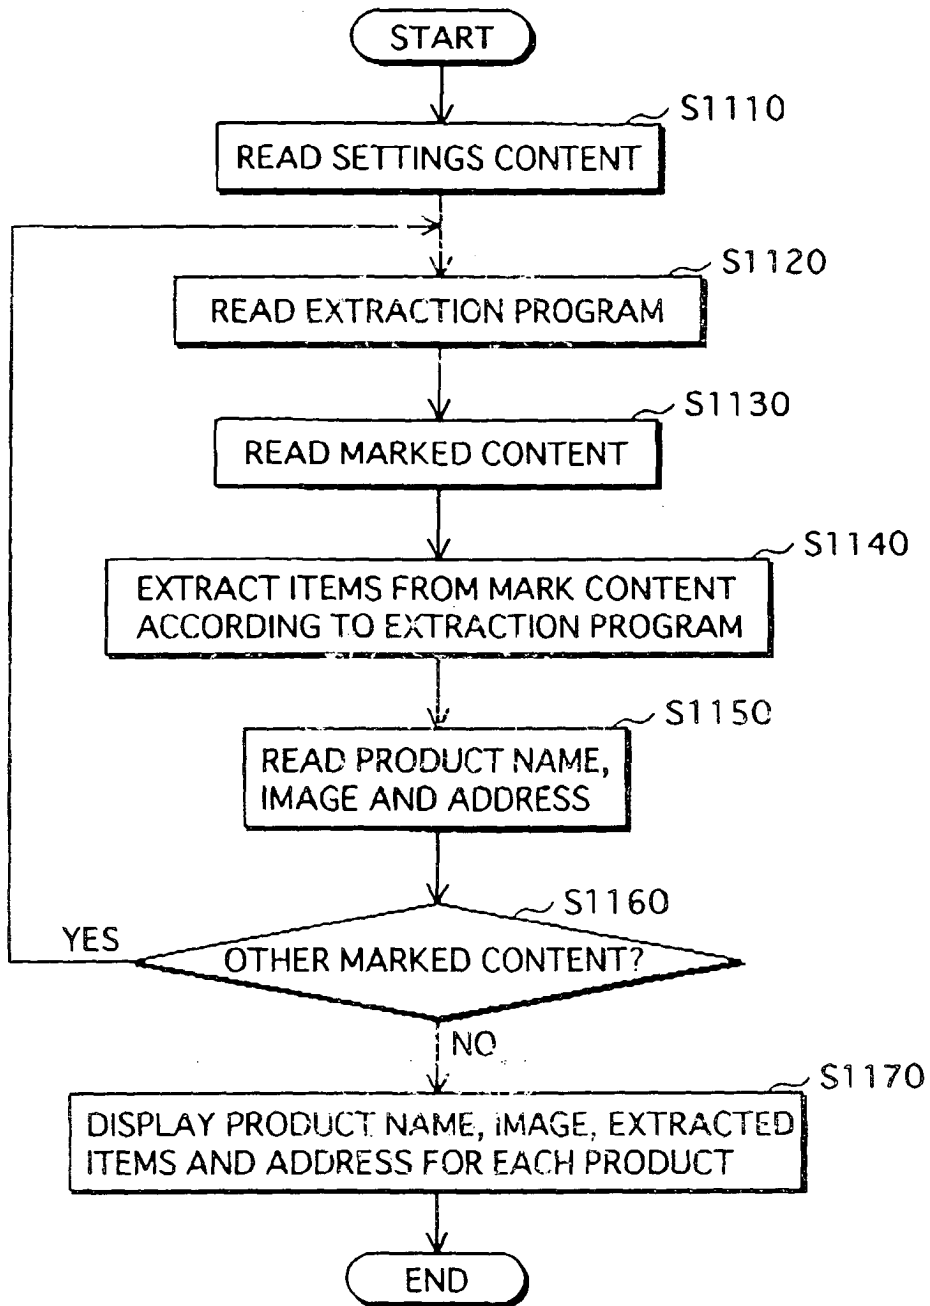 START
S1110
READ SETTINGS CONTENT
S1120
READ EXTRACTION PROGRAM
S1130
READ MARKED CONTENT
S1140
EXTRACT ITEMS FROM MARK CONTENT
ACCORDING TO EXTRACTION PROGRAM
S1150
READ PRODUCT NAME,
IMAGE AND ADDRESS
S1160
YES
OTHER MARKED CONTENT?
NO
S1170
DISPLAY PRODUCT NAME, IMAGE, EXTRACTED
ITEMS AND ADDRESS FOR EACH PRODUCT
END